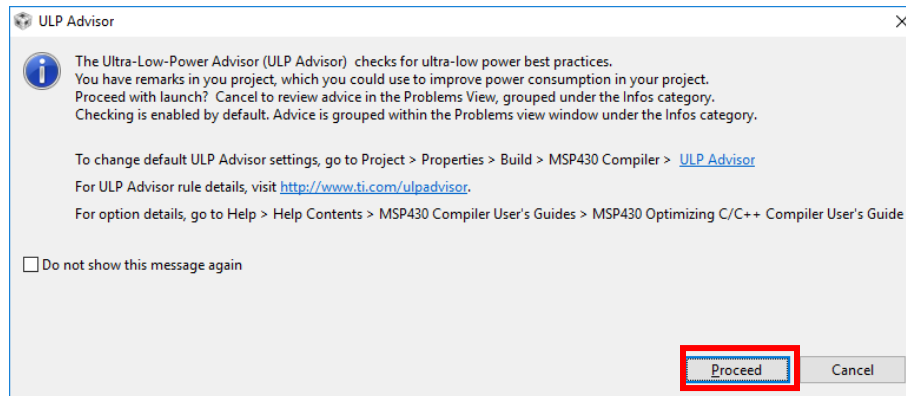 ULP Advisor
The Ultra-Low-Power Advisor (ULP Advisor)  checks for ultra-low power best practices.
You have remarks in you project, which you could use to improve power consumption in your project.
Proceed with launch?  Cancel to review advice in the Problems View, grouped under the Infos category.
Checking is enabled by default. Advice is grouped within the Problems view window under the Infos category.
To change default ULP Advisor settings, go to Project > Properties > Build > MSP430 Compiler >  ULP Advisor
For ULP Advisor rule details, visit http://www.ti.com/ulpadvisor.
For option details, go to Help > Help Contents > MSP430 Compiler User's Guides > MSP430 Optimizing C/C++ Compiler User's Guide
Do not show this message again
Proceed Cancel